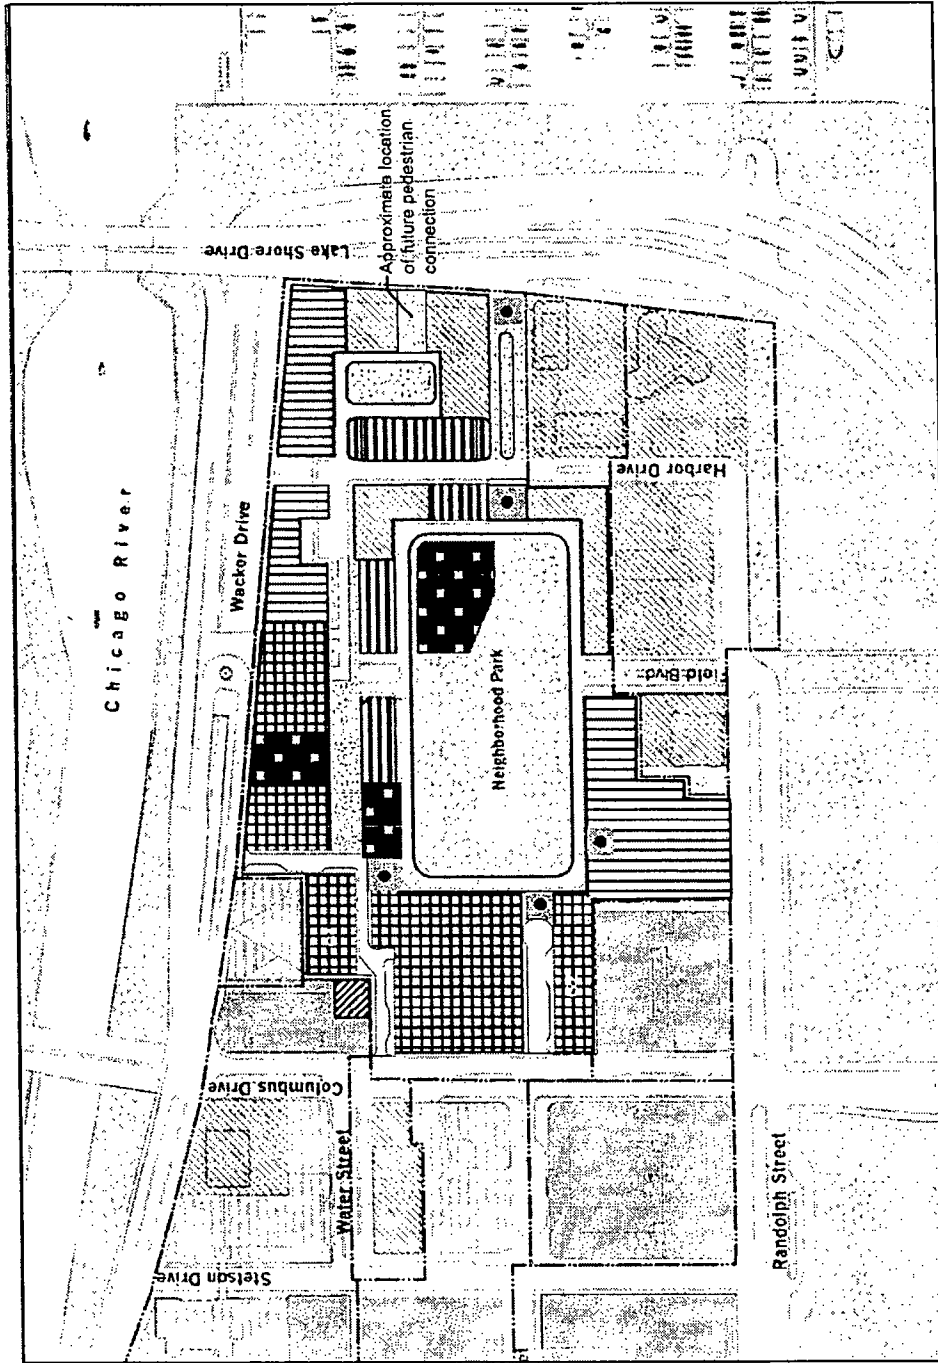 Approximate location
of future pedestrian
connection
Lake Shore Drive
Chicago River
Wacker Drive
Harbor Drive
Neighborhood Park
Field Blvd.
Columbus Drive
Water Street
Stetson Drive
Randolph Street